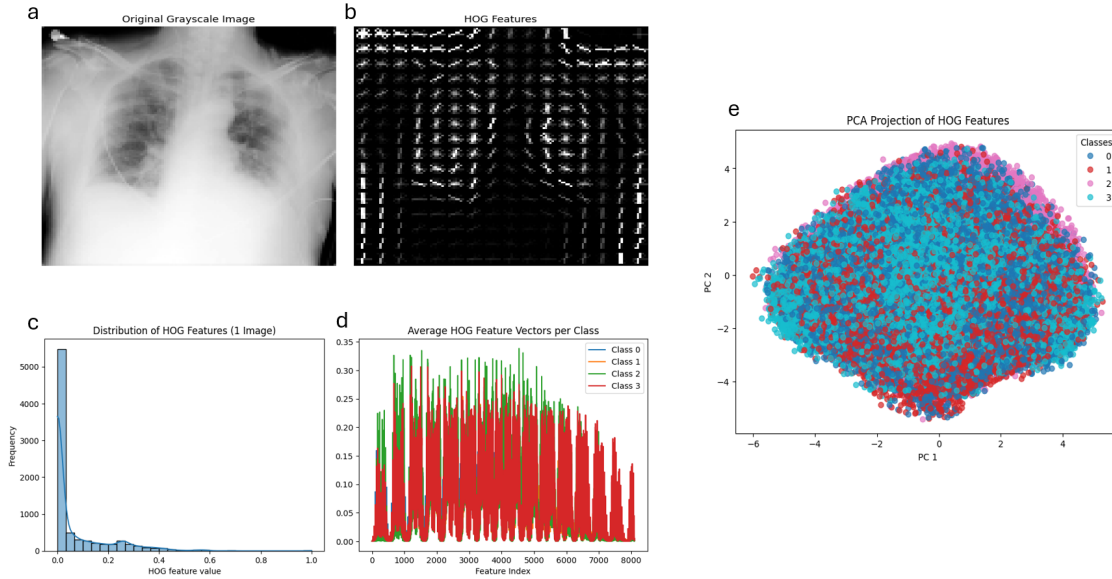 a
Original Grayscale Image
b
HOG Features
c
Distribution of HOG Features (1 Image)
Frequency
5000
4000
3000
2000
1000
0
0.0 0.2 0.4 0.6 0.8 1.0
HOG feature value
d
Average HOG Feature Vectors per Class
0.35
0.30
0.25
0.20
0.15
0.10
0.05
0.00
0 1000 2000 3000 4000 5000 6000 7000 8000
Feature Index
Class 0
Class 1
Class 2
Class 3
e
PCA Projection of HOG Features
PC 2
4
2
0
−2
−4
−6 −4 −2 0 2 4
PC 1
Classes
0
1
2
3